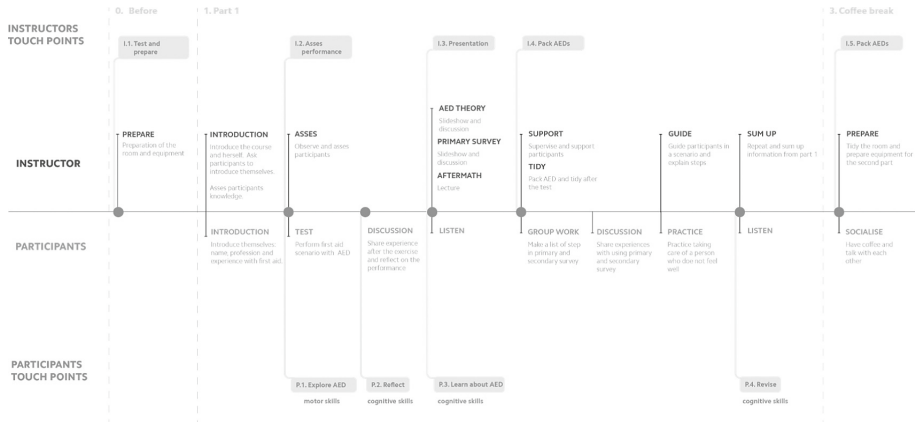 0. Before
1. Part 1
3. Coffee break
INSTRUCTORS
TOUCH POINTS
I.1. Test and
prepare
I.2. Asses
performance
I.3. Presentation
I.4. Pack AEDs
I.5. Pack AEDs
INSTRUCTOR
PREPARE
Preparation of the
room and equipment
INTRODUCTION
Introduce the course
and herself. Ask
participants to
introduce themselves.
Asses participants
knowledge.
ASSES
Observe and asses
participants
AED THEORY
Slideshow and
discussion
PRIMARY SURVEY
Slideshow and
discussion
AFTERMATH
Lecture
SUPPORT
Supervise and support
participants
TIDY
Pack AED and tidy after
the test
GUIDE
Guide participants in
a scenario and
explain steps
SUM UP
Repeat and sum up
information from part 1
PREPARE
Tidy the room and
prepare equipment for
the second part
PARTICIPANTS
INTRODUCTION
Introduce themselves:
name, profession and
experience with first aid.
TEST
Perform first aid
scenario with AED
DISCUSSION
Share experience
after the exercise
and reflect on the
performance
LISTEN
GROUP WORK
Make a list of step
in primary and
secondary survey
DISCUSSION
Share experiences
with using primary
and secondary
survey
PRACTICE
Practice taking
care of a person
who doe not feel
well
LISTEN
SOCIALISE
Have coffee and
talk with each
other
PARTICIPANTS
TOUCH POINTS
P.1. Explore AED
motor skills
P.2. Reflect
cognitive skills
P.3. Learn about AED
cognitive skills
P.4. Revise
cognitive skills